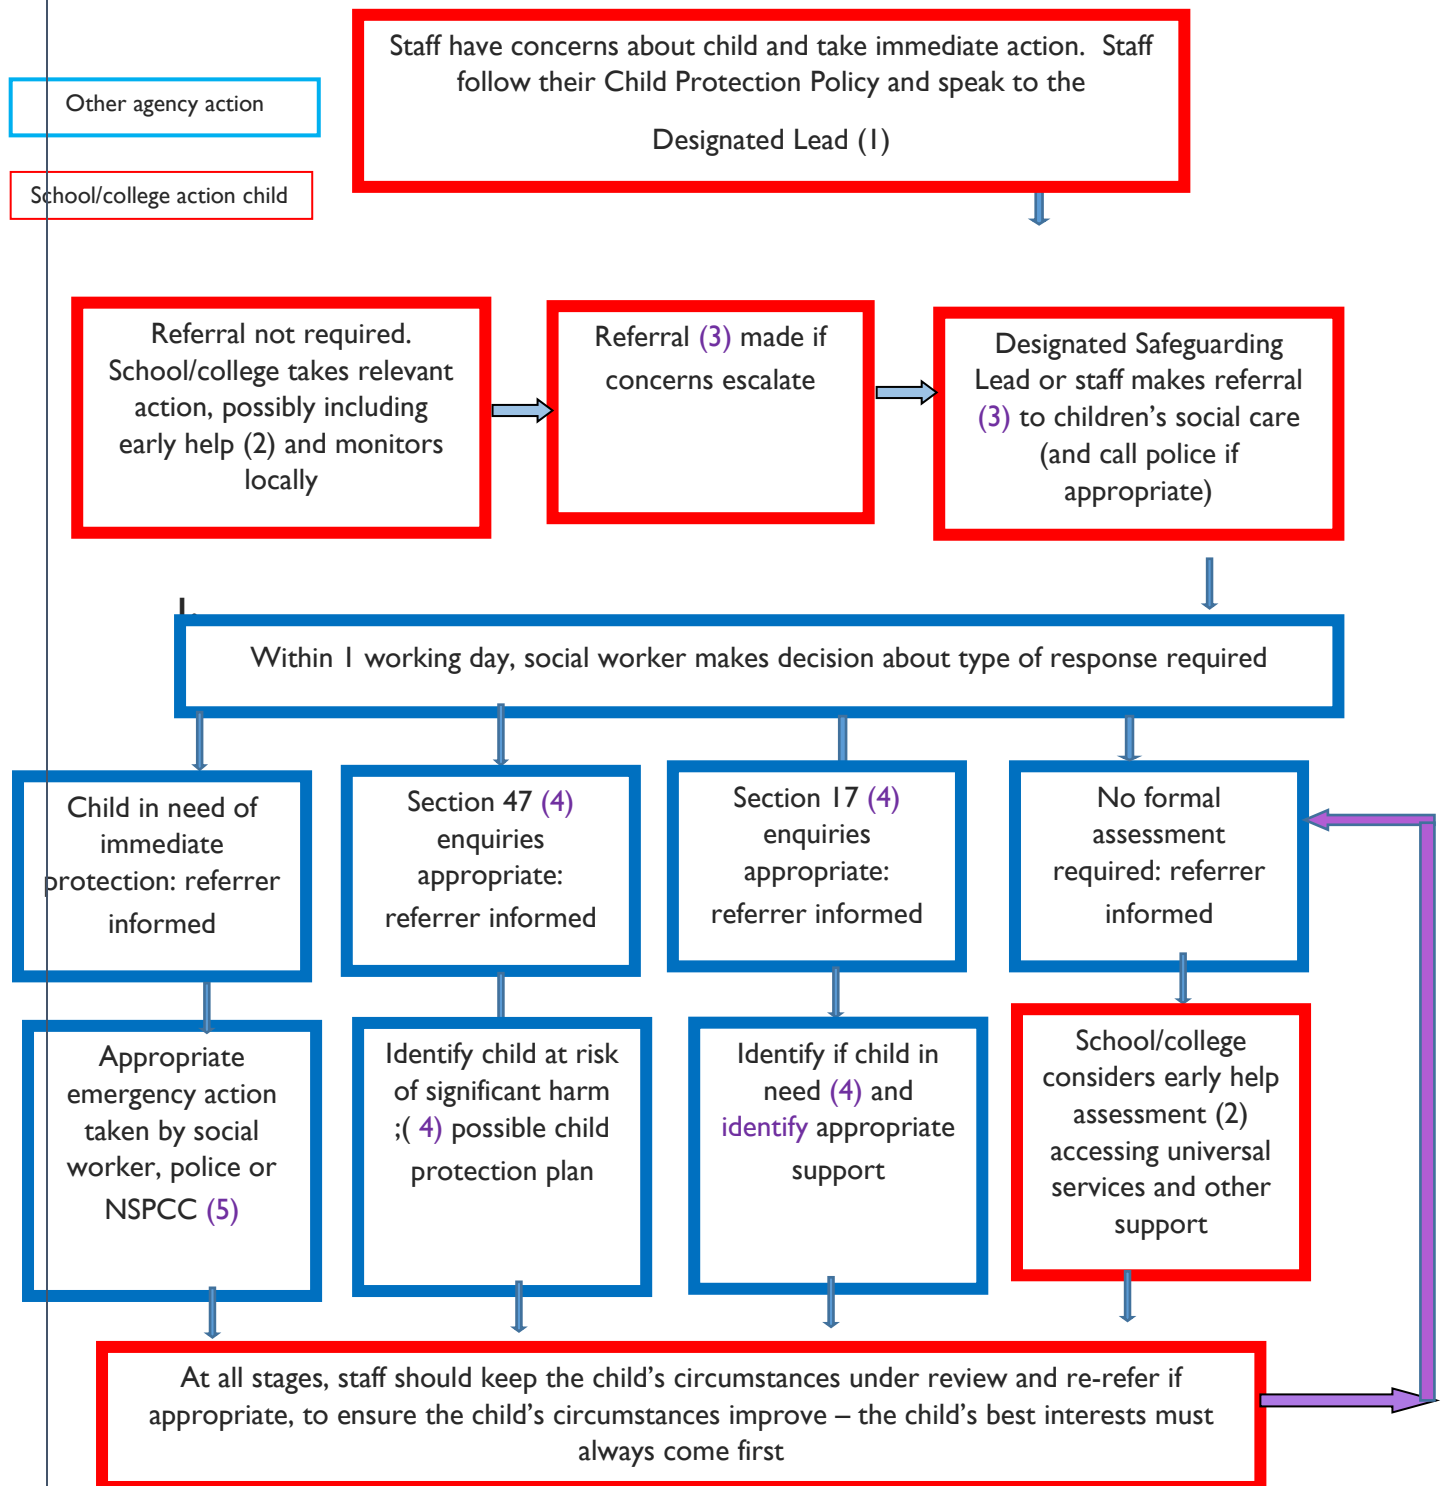 Staff have concerns about child and take immediate action. Staff
follow their Child Protection Policy and speak to the
Designated Lead (1)
Other agency action
School/college action child
Referral not required.
School/college takes relevant
action, possibly including
early help (2) and monitors
locally
Referral (3) made if
concerns escalate
Designated Safeguarding
Lead or staff makes referral
(3) to children’s social care
(and call police if
appropriate)
Within 1 working day, social worker makes decision about type of response required
Child in need of
immediate
protection: referrer
informed
Section 47 (4)
enquiries
appropriate:
referrer informed
Section 17 (4)
enquiries
appropriate:
referrer informed
No formal
assessment
required: referrer
informed
Appropriate
emergency action
taken by social
worker, police or
NSPCC (5)
Identify child at risk
of significant harm
;( 4) possible child
protection plan
Identify if child in
need (4) and
identify appropriate
support
School/college
considers early help
assessment (2)
accessing universal
services and other
support
At all stages, staff should keep the child’s circumstances under review and re-refer if
appropriate, to ensure the child’s circumstances improve – the child’s best interests must
always come first